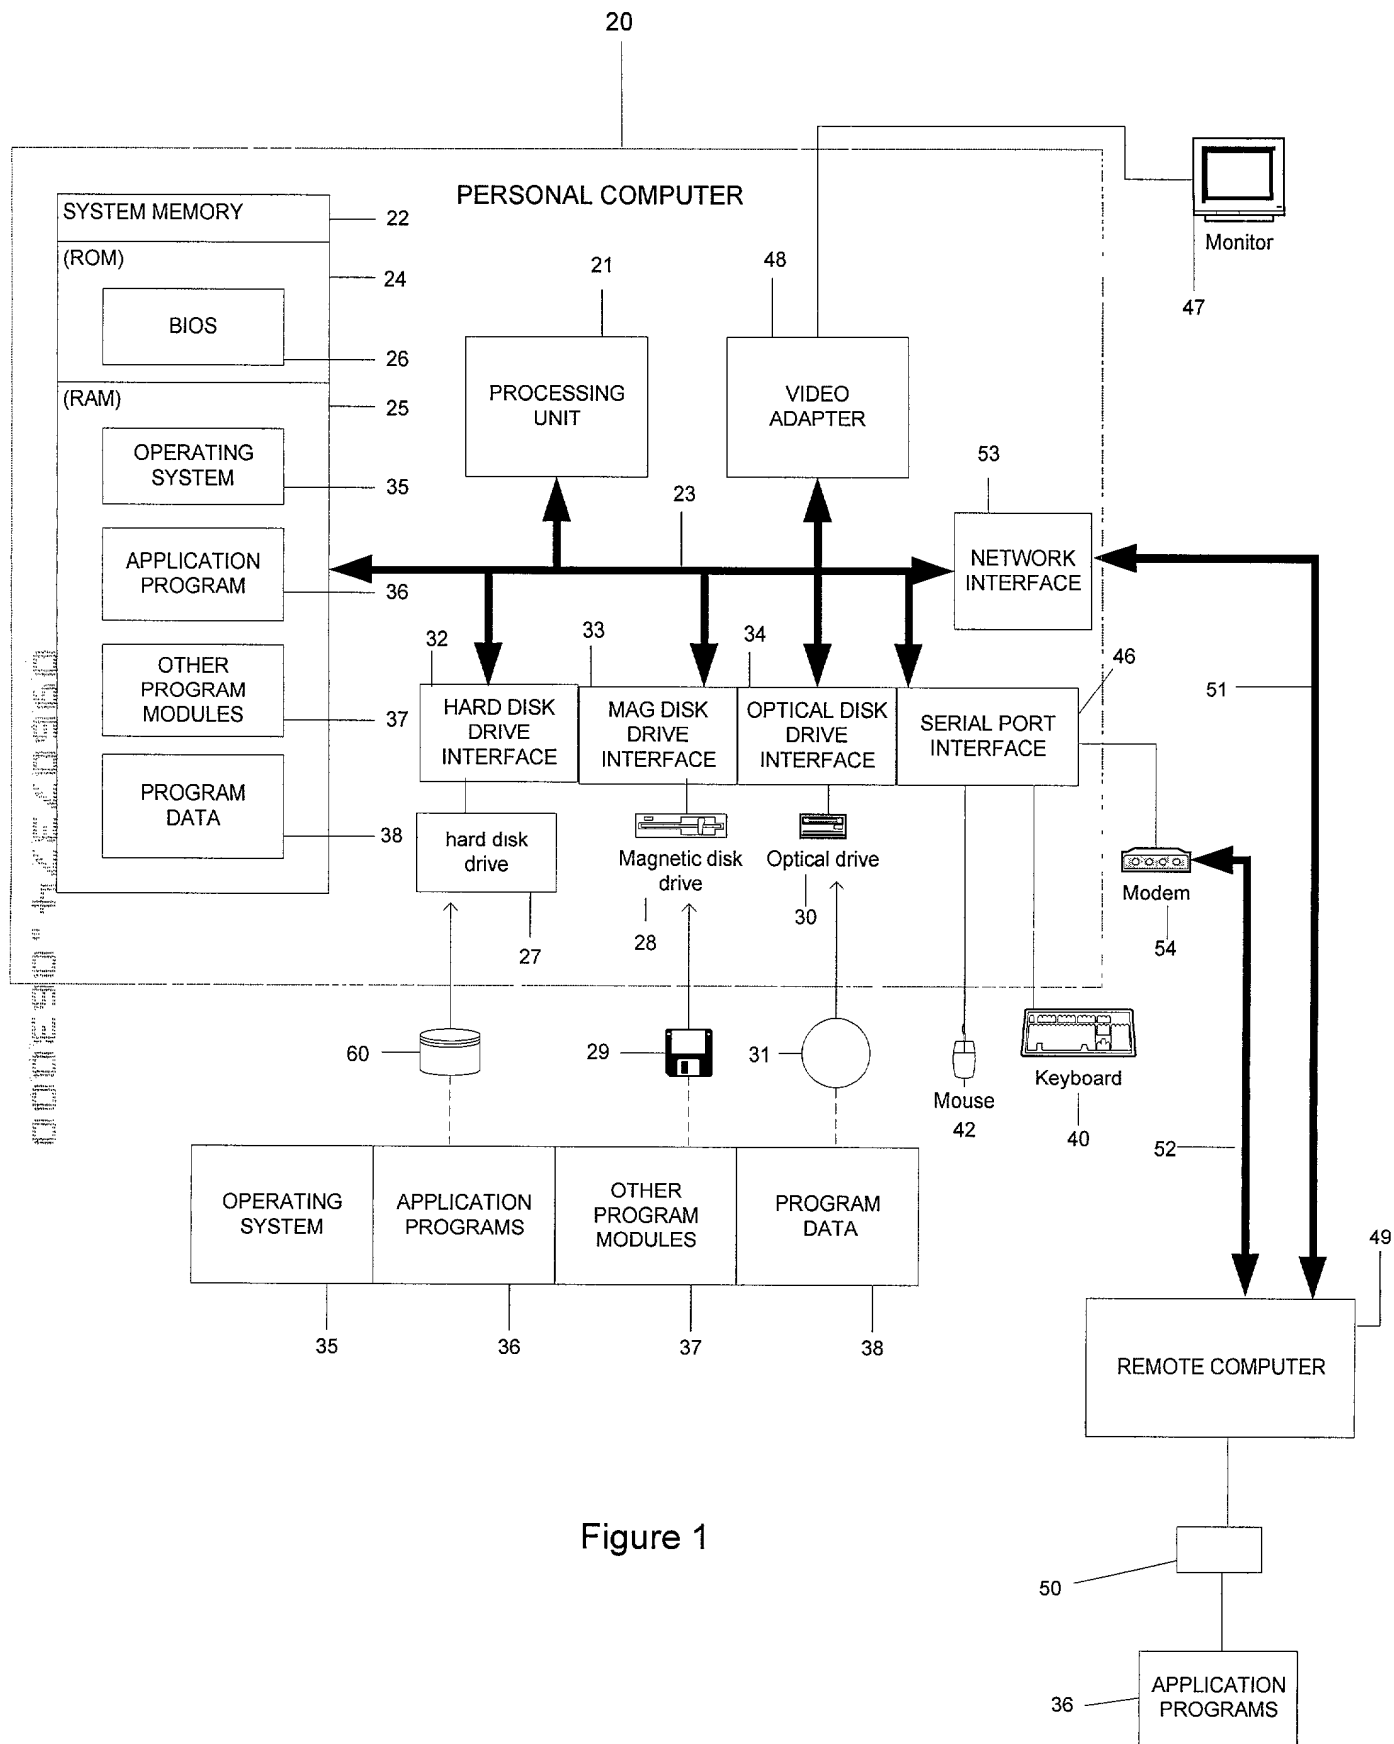 20
PERSONAL COMPUTER
SYSTEM MEMORY
22
(ROM)
24
BIOS
26
(RAM)
25
OPERATING
SYSTEM
35
APPLICATION
PROGRAM
36
OTHER
PROGRAM
MODULES
37
PROGRAM
DATA
38
21
PROCESSING
UNIT
48
VIDEO
ADAPTER
Monitor
47
23
53
NETWORK
INTERFACE
32
HARD DISK
DRIVE
INTERFACE
33
MAG DISK
DRIVE
INTERFACE
34
OPTICAL DISK
DRIVE
INTERFACE
46
SERIAL PORT
INTERFACE
51
hard disk
drive
27
Magnetic disk
drive
28
Optical drive
30
Modem
54
60
29
31
Mouse
42
Keyboard
40
52
OPERATING
SYSTEM
35
APPLICATION
PROGRAMS
36
OTHER
PROGRAM
MODULES
37
PROGRAM
DATA
38
49
REMOTE COMPUTER
50
36
APPLICATION
PROGRAMS
Figure 1